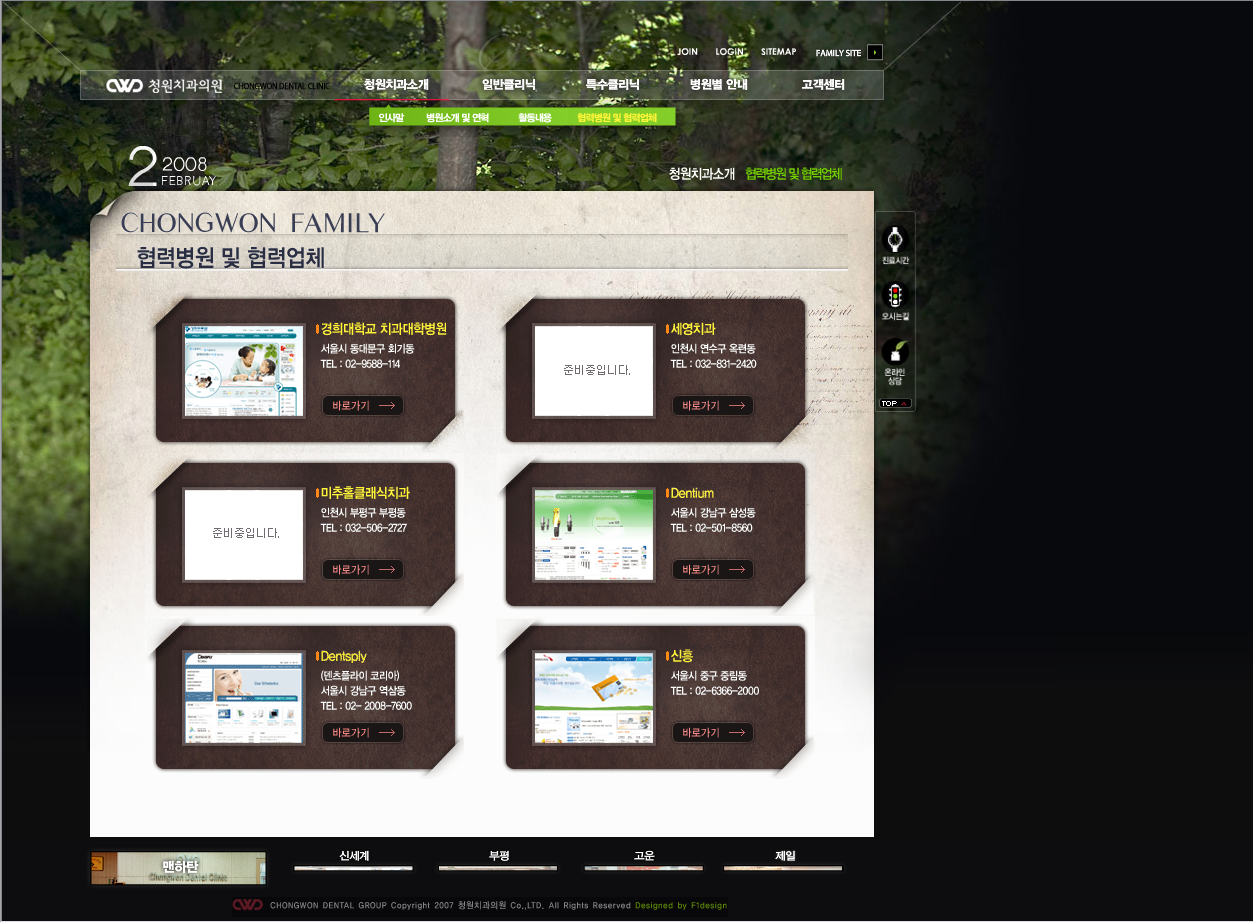 JOIN LOGIN SITEMAP FAMILY SITE
CWD 청원치과의원 CHONGWON DENTAL CLINIC 청원치과소개 일반클리닉 특수클리닉 병원별 안내 고객센터
인사말 병원소개 및 연혁 활동내용 협력병원 및 협력업체
2 2008
FEBRUAY
청원치과소개 협력병원 및 협력업체
CHONGWON FAMILY
협력병원 및 협력업체
진료시간
오시는길
온라인
상담
TOP
경희대학교 치과대학병원
서울시 동대문구 회기동
TEL : 02-9588-114
바로가기
준비중입니다.
세영치과
인천시 연수구 옥련동
TEL : 032-831-2420
바로가기
준비중입니다.
미추홀클래식치과
인천시 부평구 부평동
TEL : 032-506-2727
바로가기
Dentium
서울시 강남구 삼성동
TEL : 02-501-8560
바로가기
Dentsply
(덴츠플라이 코리아)
서울시 강남구 역삼동
TEL : 02- 2008-7600
바로가기
신흥
서울시 중구 중림동
TEL : 02-6366-2000
바로가기
맨하탄 신세계 부평 고운 제일
Chongwon Dental Clinic
CWD CHONGWON DENTAL GROUP Copyright 2007 청원치과의원 Co.,LTD. All Rights Reserved Designed by F1design